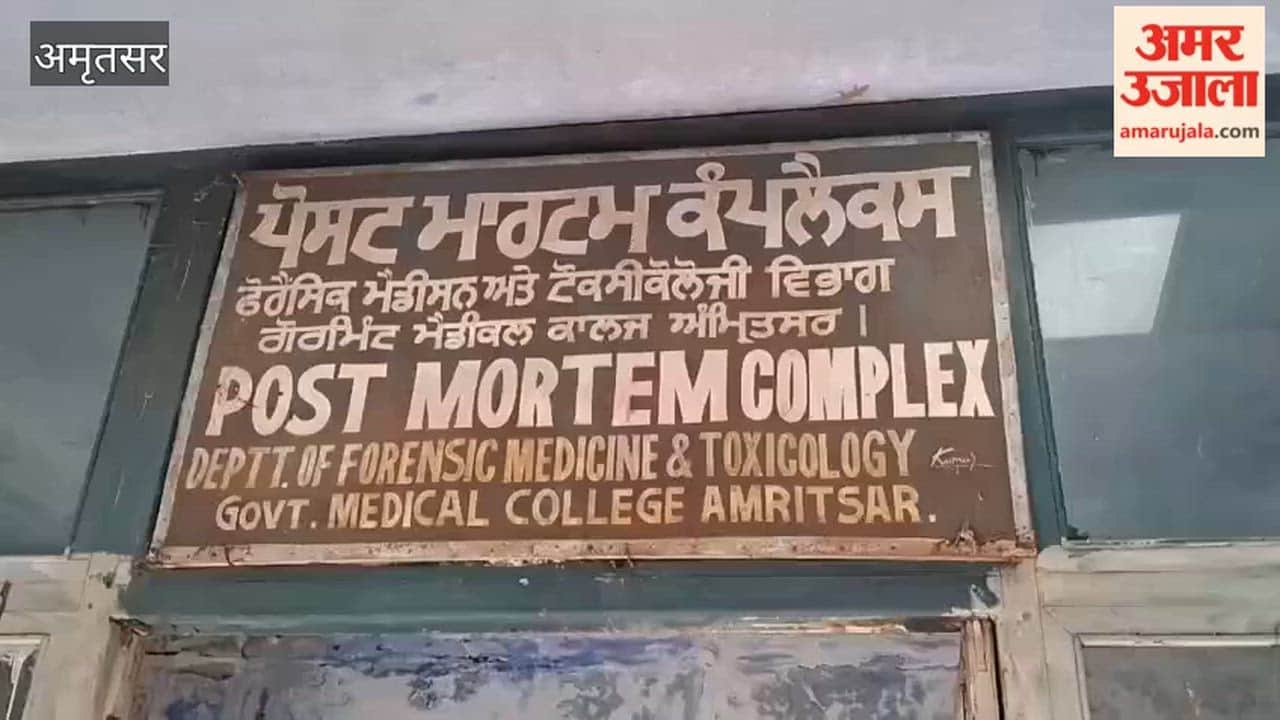 अमृतसर
अमर
उजाला
amarujala.com
ਪੋਸਟ ਮਾਰਟਮ ਕੰਪਲੈਕਸ
ਫੋਰੈਂਸਿਕ ਮੈਡੀਸਨ ਅਤੇ ਟੋਕਸੀਕੋਲੋਜੀ ਵਿਭਾਗ
ਗੋਰਮਿੰਟ ਮੈਡੀਕਲ ਕਾਲਜ ਅੰਮ੍ਰਿਤਸਰ।
POST MORTEM COMPLEX
DEPTT. OF FORENSIC MEDICINE & TOXICOLOGY
GOVT. MEDICAL COLLEGE AMRITSAR.